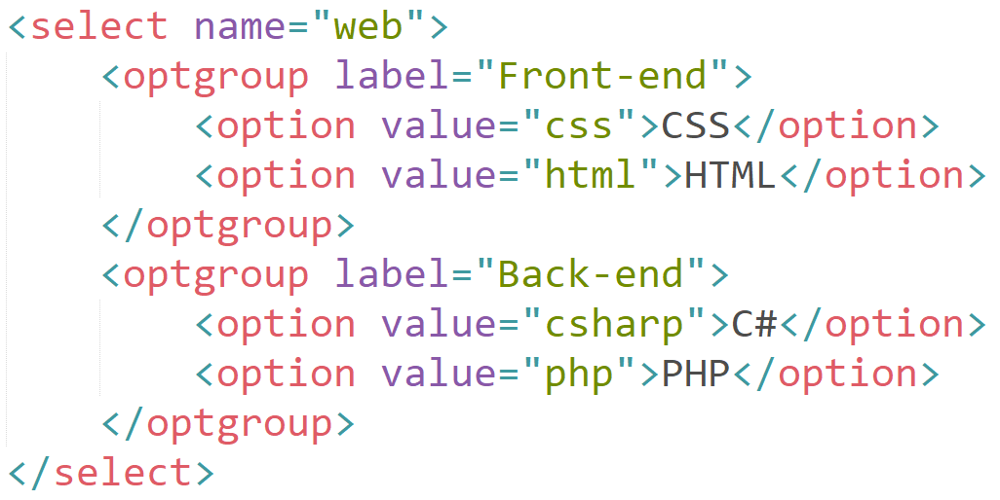 <select name="web">
    <optgroup label="Front-end">
        <option value="css">CSS</option>
        <option value="html">HTML</option>
    </optgroup>
    <optgroup label="Back-end">
        <option value="csharp">C#</option>
        <option value="php">PHP</option>
    </optgroup>
</select>